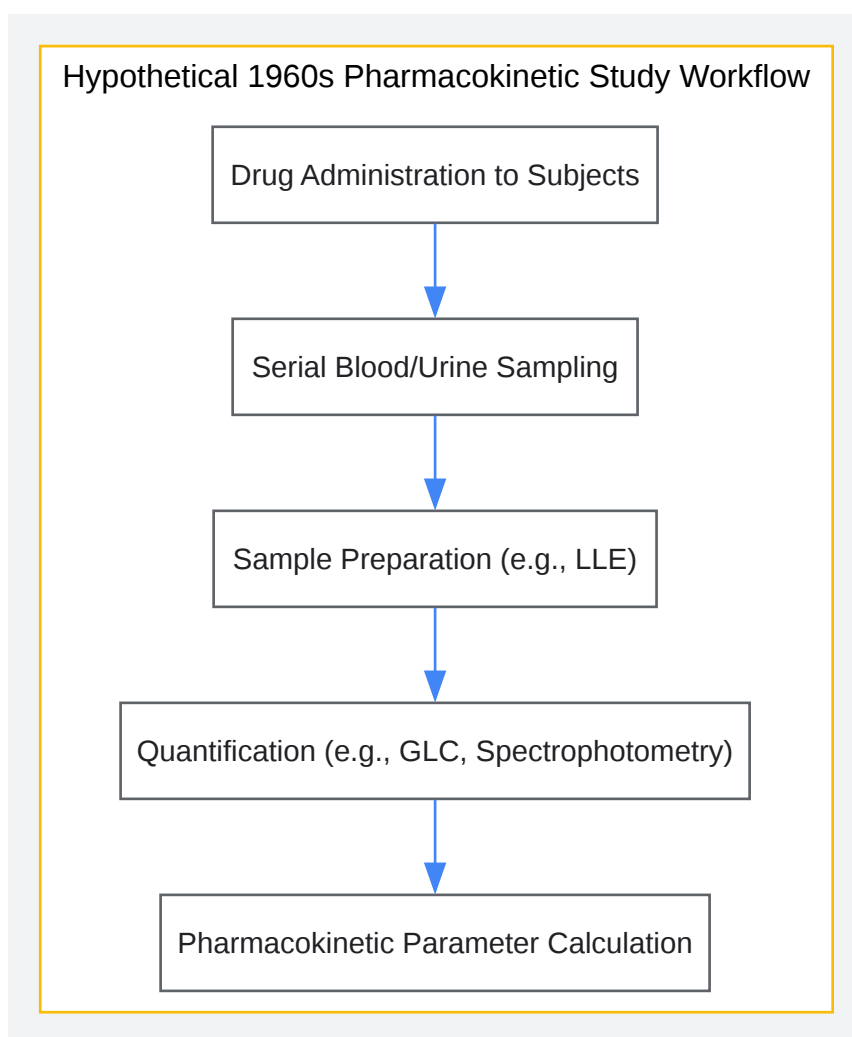 Hypothetical 1960s Pharmacokinetic Study Workflow
Drug Administration to Subjects
Serial Blood/Urine Sampling
Sample Preparation (e.g., LLE)
Quantification (e.g., GLC, Spectrophotometry)
Pharmacokinetic Parameter Calculation